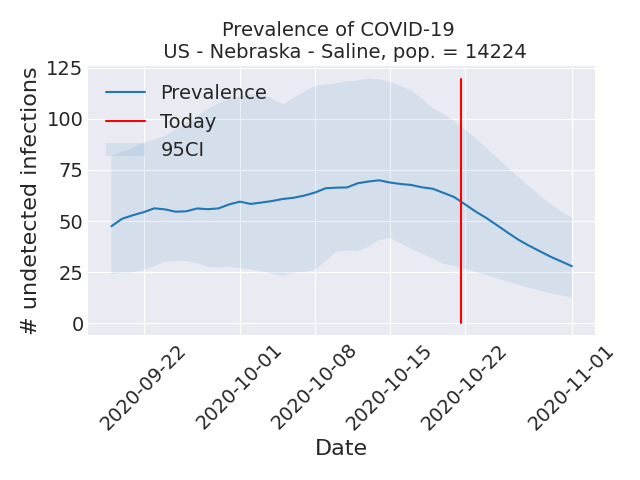 Prevalence of COVID-19
US - Nebraska - Saline, pop. = 14224
# undetected infections
125
100
75
50
25
0
Prevalence
Today
95CI
2020-09-22
2020-10-01
2020-10-08
2020-10-15
2020-10-22
2020-11-01
Date